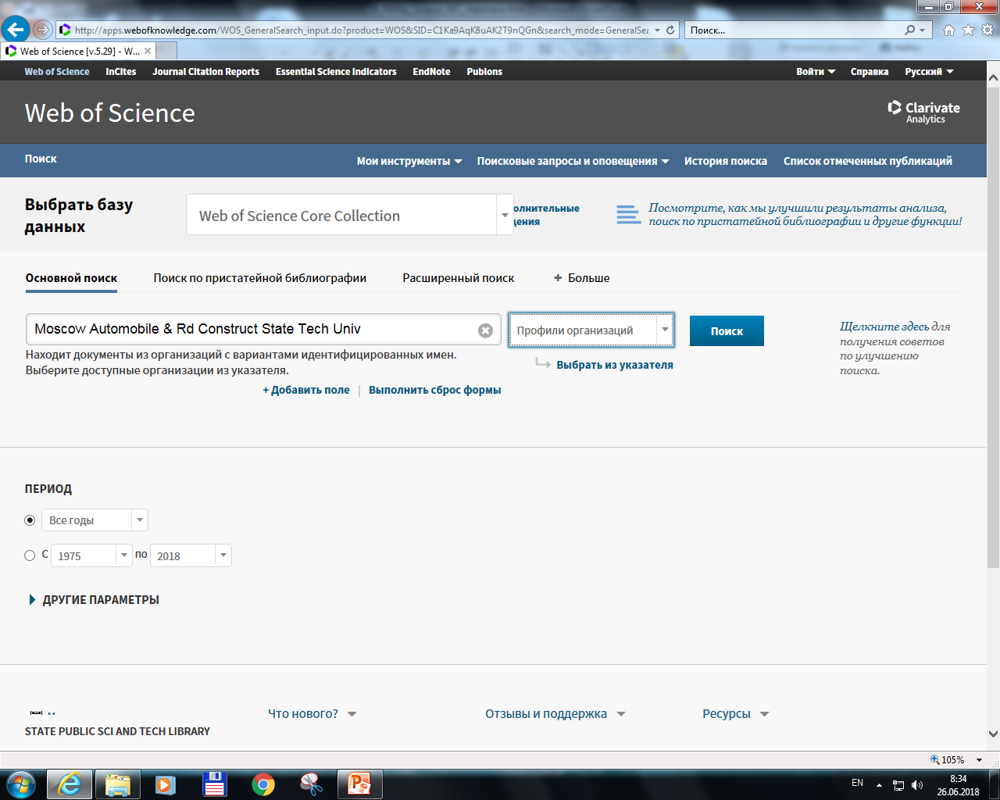 http://apps.webofknowledge.com/WOS_GeneralSearch_input.do?product=WOS&SID=C1Ka9AqK8uAK2T9nQGn&search_mode=GeneralSea
Поиск...
Web of Science [v.5.29] - W...
Web of Science InCites Journal Citation Reports Essential Science Indicators EndNote Publons Войти Справка Русский
Web of Science
Clarivate
Analytics
Поиск Мои инструменты Поисковые запросы и оповещения История поиска Список отмеченных публикаций
Выбрать базу
данных
Web of Science Core Collection
олнительные
цения
Посмотрите, как мы улучшили результаты анализа,
поиск по пристатейной библиографии и другие функции!
Основной поиск Поиск по пристатейной библиографии Расширенный поиск + Больше
Moscow Automobile & Rd Construct State Tech Univ
Профили организаций
Поиск
Щелкните здесь для
получения советов
по улучшению
поиска.
Находит документы из организаций с вариантами идентифицированных имен.
Выберите доступные организации из указателя.
Выбрать из указателя
+ Добавить поле | Выполнить сброс формы
ПЕРИОД
Все годы
С 1975 по 2018
ДРУГИЕ ПАРАМЕТРЫ
Что нового? Отзывы и поддержка Ресурсы
STATE PUBLIC SCI AND TECH LIBRARY
105%
EN
8:34
26.06.2018